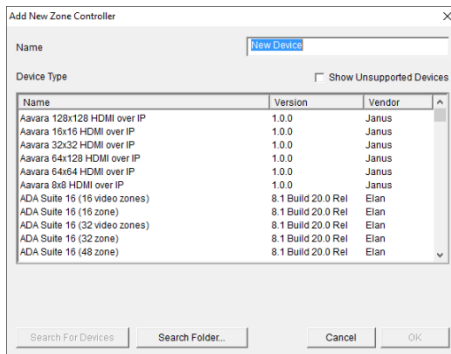 Add New Zone Controller
Name New Device
Device Type Show Unsupported Devices
Name Version Vendor
Aavara 128x128 HDMI over IP 1.0.0 Janus
Aavara 16x16 HDMI over IP 1.0.0 Janus
Aavara 32x32 HDMI over IP 1.0.0 Janus
Aavara 64x128 HDMI over IP 1.0.0 Janus
Aavara 64x64 HDMI over IP 1.0.0 Janus
Aavara 8x8 HDMI over IP 1.0.0 Janus
ADA Suite 16 (16 video zones) 8.1 Build 20.0 Rel Elan
ADA Suite 16 (16 zone) 8.1 Build 20.0 Rel Elan
ADA Suite 16 (32 video zones) 8.1 Build 20.0 Rel Elan
ADA Suite 16 (32 zone) 8.1 Build 20.0 Rel Elan
ADA Suite 16 (48 zone) 8.1 Build 20.0 Rel Elan
Search For Devices Search Folder... Cancel OK